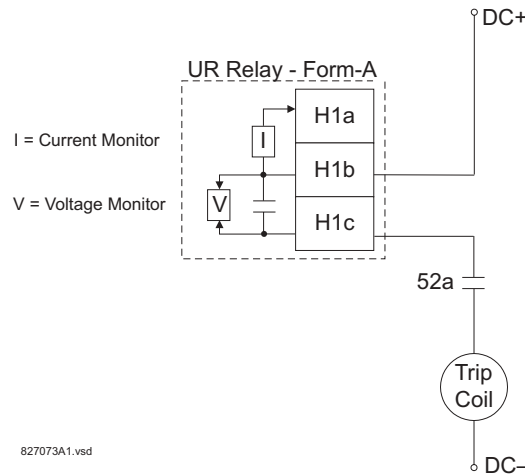 DC+
UR Relay - Form-A
H1a
I = Current Monitor
I
H1b
V = Voltage Monitor
V
H1c
52a
Trip
Coil
827073A1.vsd
DC–